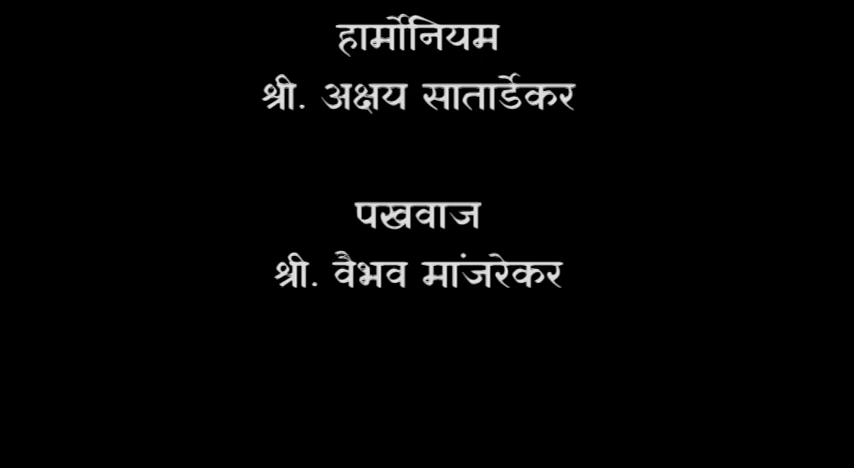 हार्मोनियम
श्री. अक्षय सातार्डेकर
पखवाज
श्री. वैभव मांजरेकर